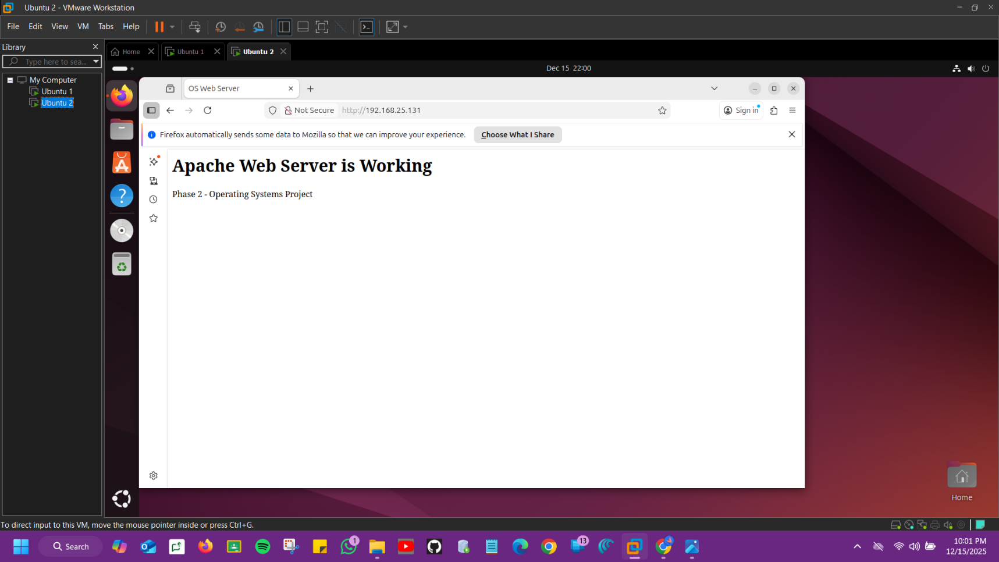 Ubuntu 2 - VMware Workstation
File Edit View VM Tabs Help
Library
Home
Ubuntu 1
Ubuntu 2
Type here to sea...
My Computer
Ubuntu 1
Ubuntu 2
Dec 15 22:00
OS Web Server
Not Secure http://192.168.25.131
Sign in
Firefox automatically sends some data to Mozilla so that we can improve your experience.
Choose What I Share
Apache Web Server is Working
Phase 2 - Operating Systems Project
Home
To direct input to this VM, move the mouse pointer inside or press Ctrl+G.
Search
1
13
10:01 PM
12/15/2025